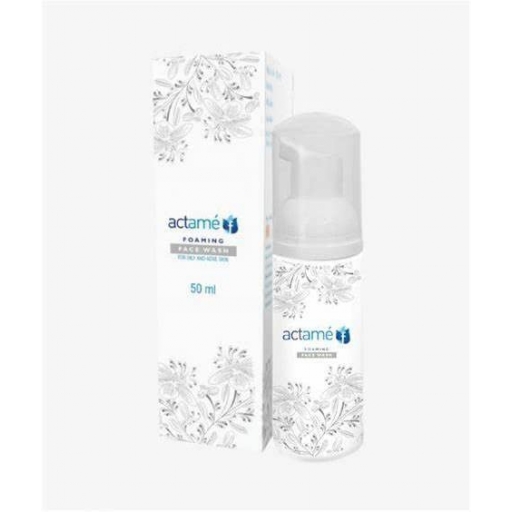 actamé f
FOAMING
FACE WASH
FOR OILY AND ACNE SKIN
50 ml
actamé f
FOAMING
FACE WASH